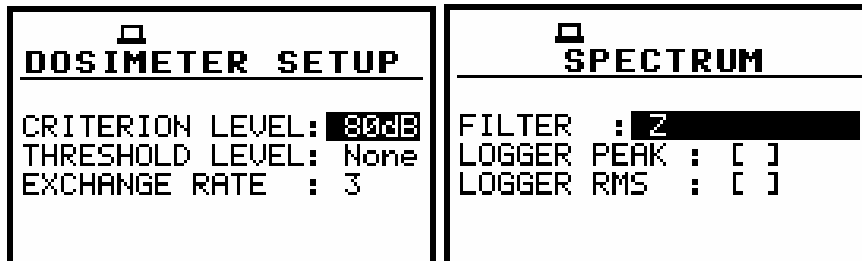 DOSIMETER SETUP
CRITERION LEVEL: 80dB
THRESHOLD LEVEL: None
EXCHANGE RATE : 3
SPECTRUM
FILTER : Z
LOGGER PEAK : [ ]
LOGGER RMS : [ ]